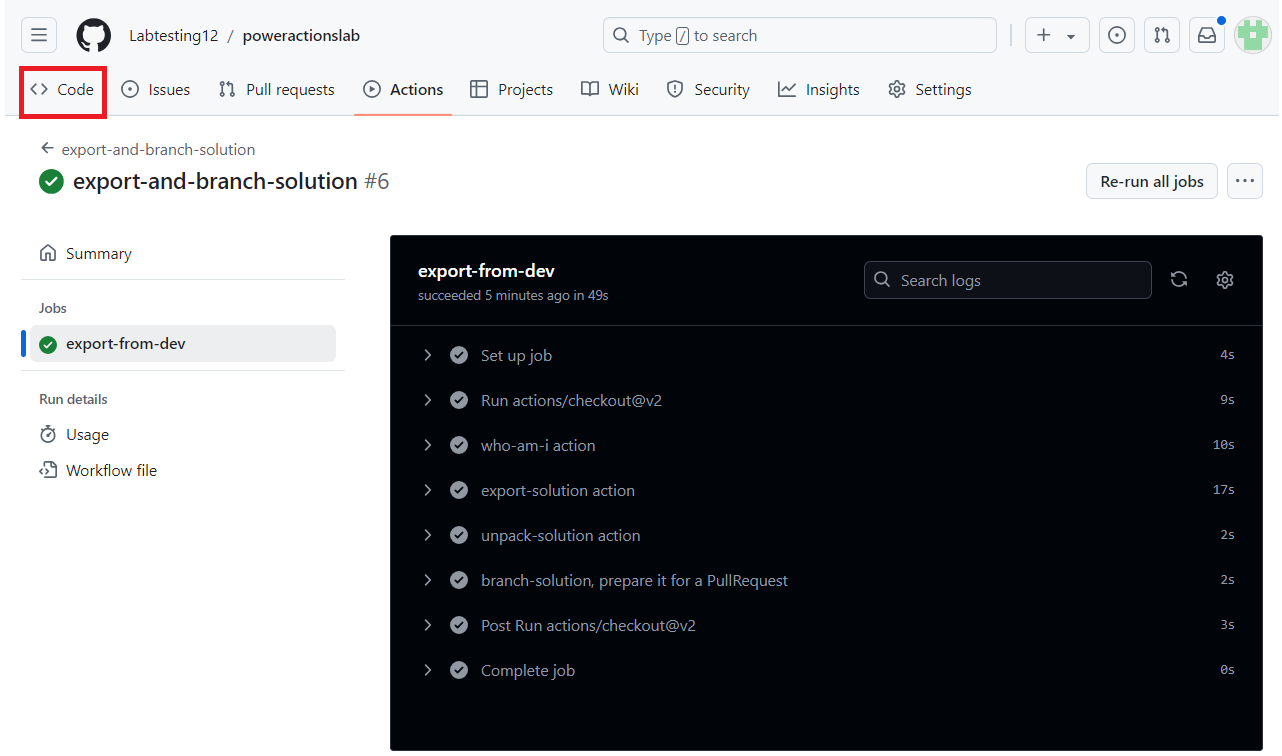 Labtesting12 / poweractionslab
Type / to search
Code
Issues
Pull requests
Actions
Projects
Wiki
Security
Insights
Settings
export-and-branch-solution
export-and-branch-solution #6
Re-run all jobs
Summary
Jobs
export-from-dev
Run details
Usage
Workflow file
export-from-dev
succeeded 5 minutes ago in 49s
Search logs
Set up job 4s
Run actions/checkout@v2 9s
who-am-i action 10s
export-solution action 17s
unpack-solution action 2s
branch-solution, prepare it for a PullRequest 2s
Post Run actions/checkout@v2 3s
Complete job 0s